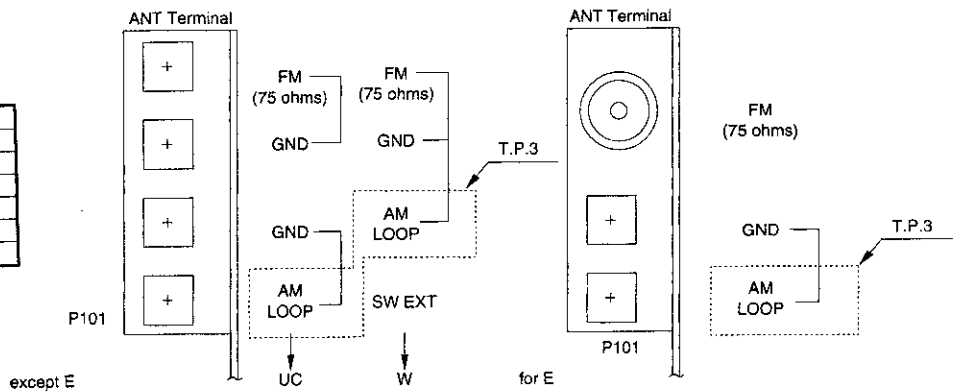 ANT Terminal
FM
(75 ohms)
GND
GND
AM
LOOP
FM
(75 ohms)
GND
AM
LOOP
SW EXT
T.P.3
P101
except E
UC
W
ANT Terminal
FM
(75 ohms)
GND
AM
LOOP
T.P.3
P101
for E